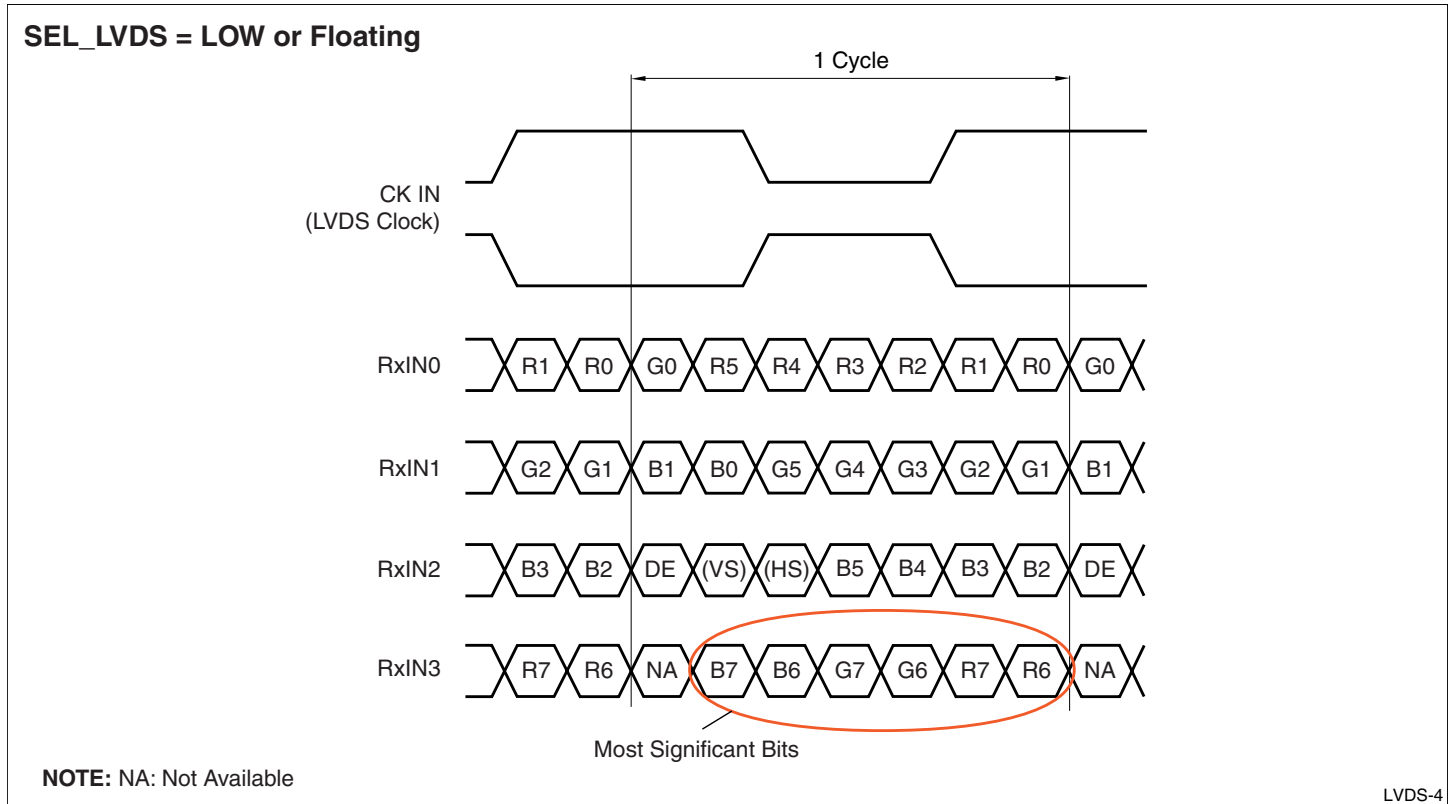 SEL_LVDS = LOW or Floating
1 Cycle
CK IN
(LVDS Clock)
RxIN0 R1 R0 G0 R5 R4 R3 R2 R1 R0 G0
RxIN1 G2 G1 B1 B0 G5 G4 G3 G2 G1 B1
RxIN2 B3 B2 DE (VS) (HS) B5 B4 B3 B2 DE
RxIN3 R7 R6 NA B7 B6 G7 G6 R7 R6 NA
Most Significant Bits
NOTE: NA: Not Available
LVDS-4